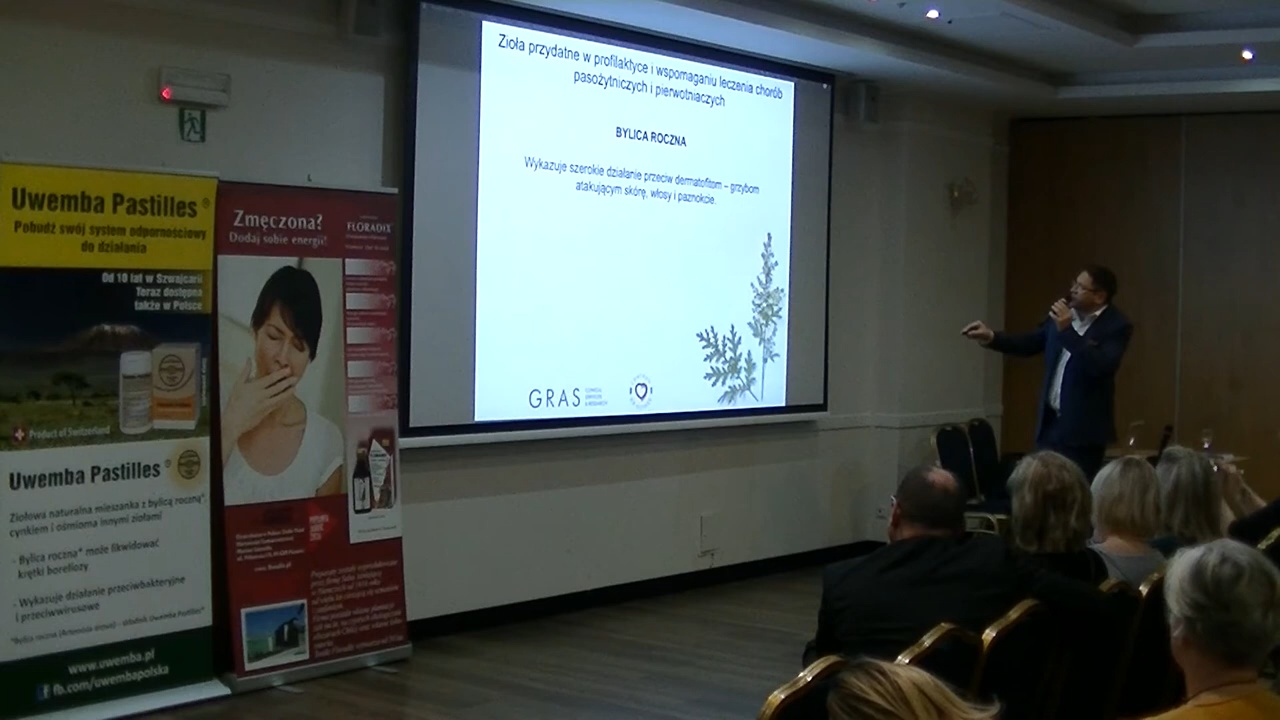 Zioła przydatne w profilaktyce i wspomaganiu leczenia chorób
pasożytniczych i pierwotniaczych
BYLICA ROCZNA
Wykazuje szerokie działanie przeciw dermatofitom – grzybom
atakującym skórę, włosy i paznokcie.
GRAS
Uwemba Pastilles ®
Pobudź swój system odpornościowy
do działania
Od 10 lat w Szwajcarii
Teraz dostępna
także w Polsce
Product of Switzerland
Uwemba Pastilles ®
Ziołowa naturalna mieszanka z bylicą roczną*
cynkiem i ośmioma innymi ziołami
- Bylica roczna* może likwidować
krętki boreliozy
- Wykazuje działanie przeciwbakteryjne
i przeciwwirusowe
www.uwemba.pl
fb.com/uwembapolska
Zmęczona?
Dodaj sobie energii!
FLORADIX